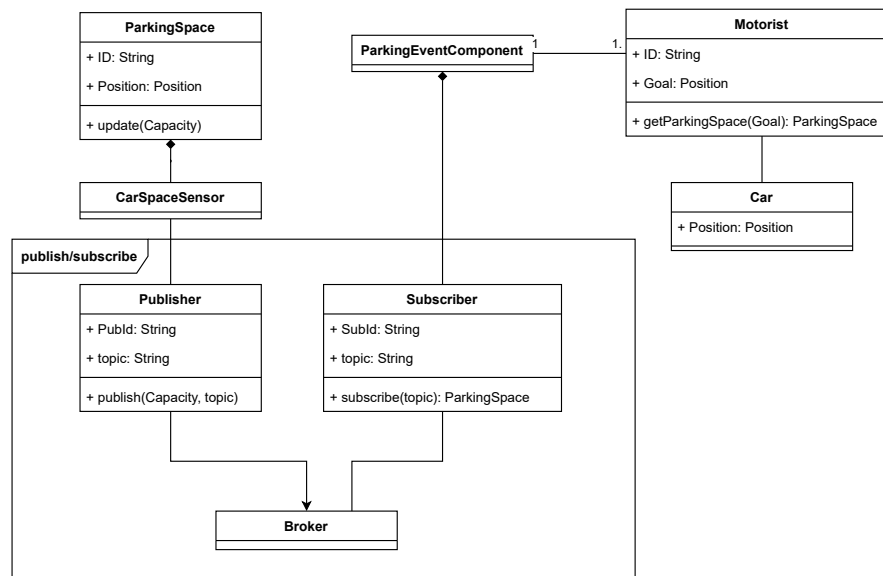 ParkingSpace
+ ID: String
+ Position: Position
+ update(Capacity)
CarSpaceSensor
ParkingEventComponent
1
1.
Motorist
+ ID: String
+ Goal: Position
+ getParkingSpace(Goal): ParkingSpace
Car
+ Position: Position
publish/subscribe
Publisher
+ PubId: String
+ topic: String
+ publish(Capacity, topic)
Subscriber
+ SubId: String
+ topic: String
+ subscribe(topic): ParkingSpace
Broker